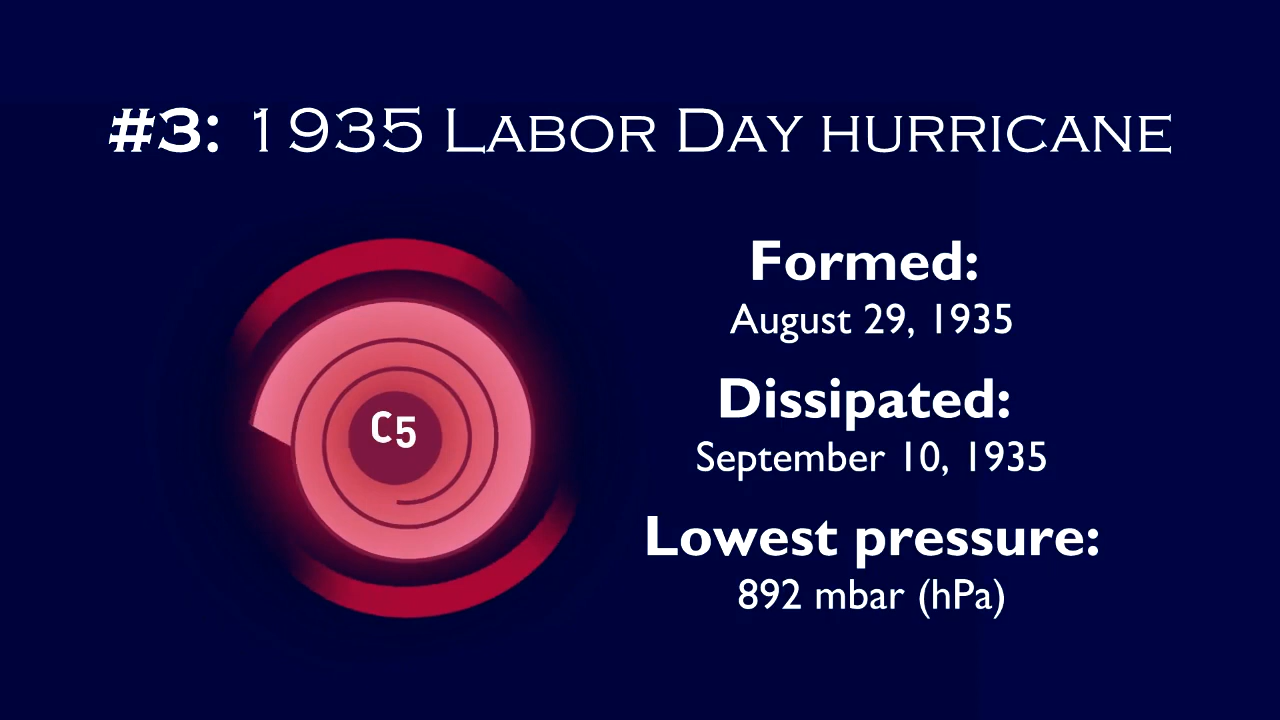 #3: 1935 Labor Day hurricane
C5
Formed:
August 29, 1935
Dissipated:
September 10, 1935
Lowest pressure:
892 mbar (hPa)